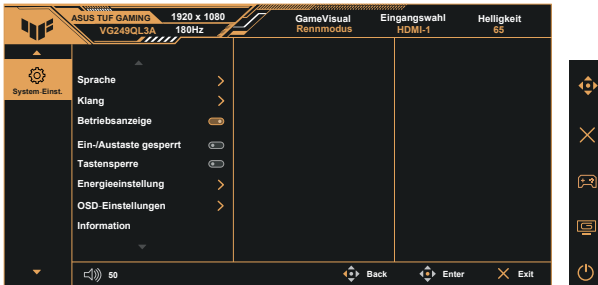 ASUS TUF GAMING 1920 x 1080
VG249QL3A 180Hz
GameVisual
Rennmodus
Eingangswahl
HDMI-1
Helligkeit
65
System-Einst.
Sprache
Klang
Betriebsanzeige
Ein-/Austaste gesperrt
Tastensperre
Energieeinstellung
OSD-Einstellungen
Information
50
Back
Enter
Exit